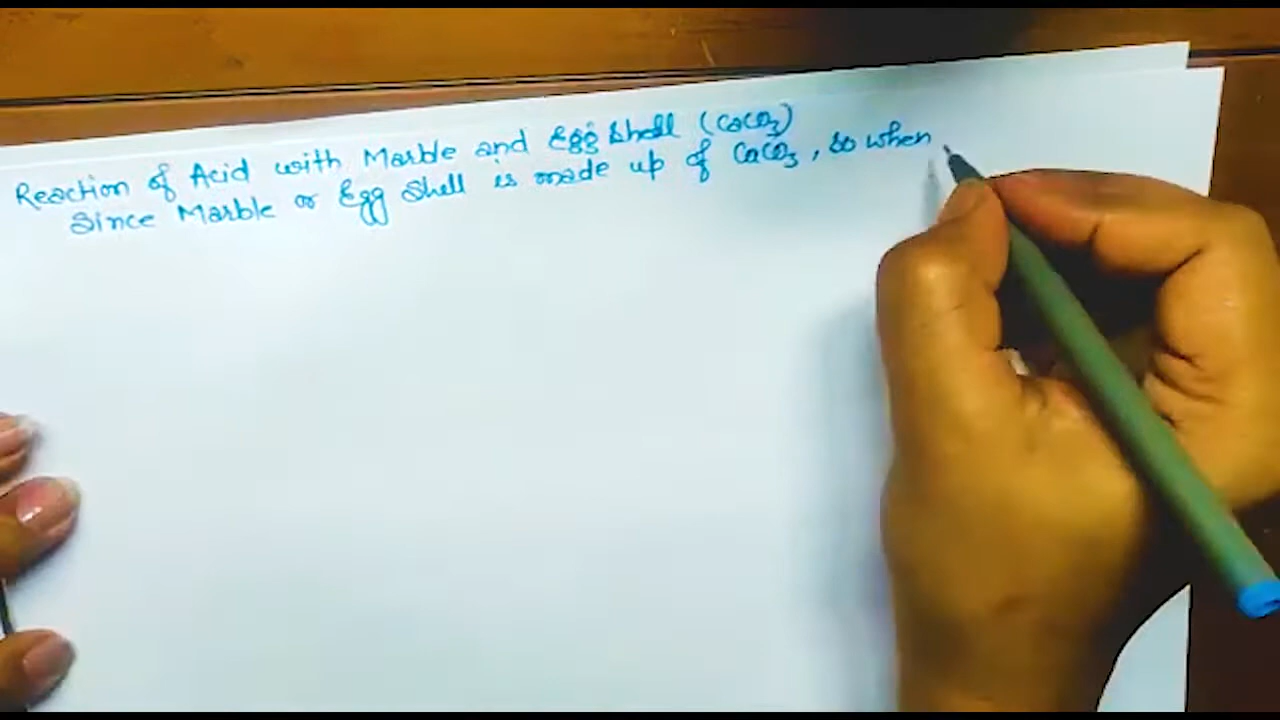 Reaction of Acid with Marble and Egg Shell (CaCO3)
Since Marble or Egg Shell is made up of CaCO3, so when